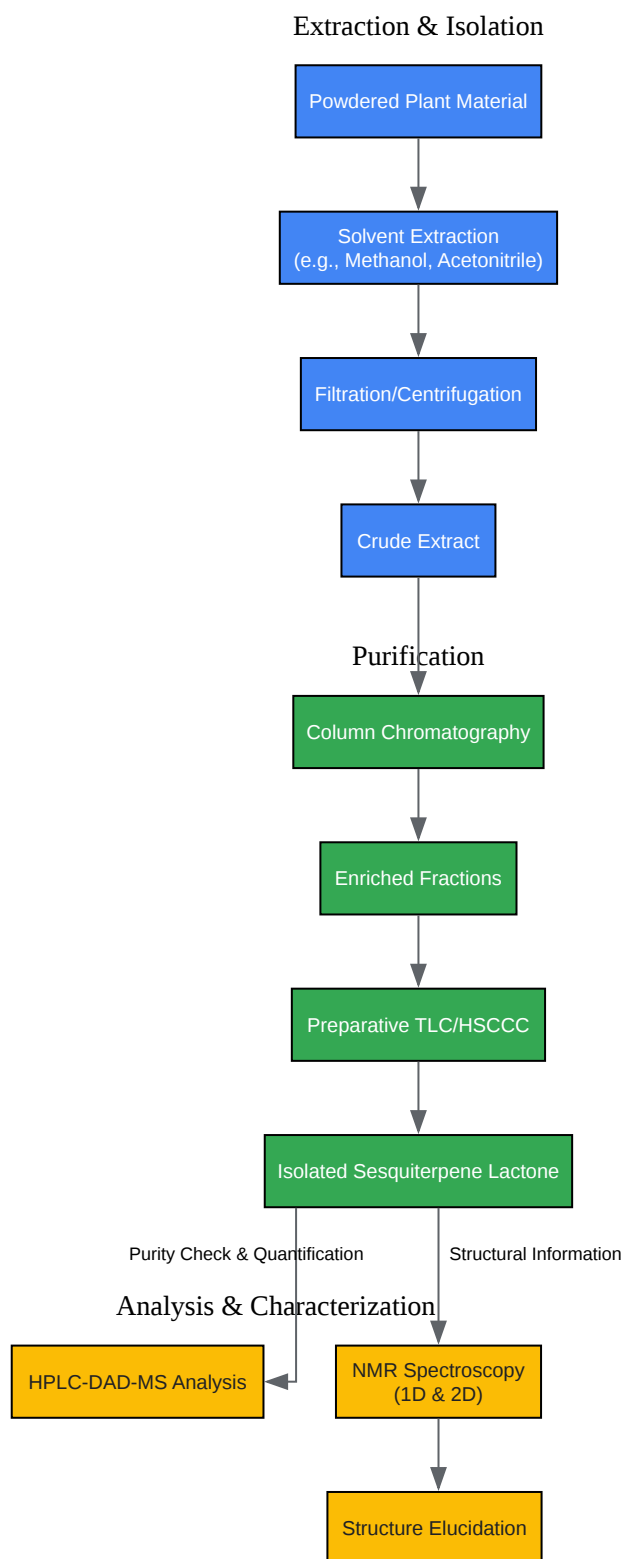 Extraction & Isolation
Powdered Plant Material
Solvent Extraction
(e.g., Methanol, Acetonitrile)
Filtration/Centrifugation
Crude Extract
Purification
Column Chromatography
Enriched Fractions
Preparative TLC/HSCCC
Isolated Sesquiterpene Lactone
Purity Check & Quantification
Structural Information
Analysis & Characterization
HPLC-DAD-MS Analysis
NMR Spectroscopy
(1D & 2D)
Structure Elucidation